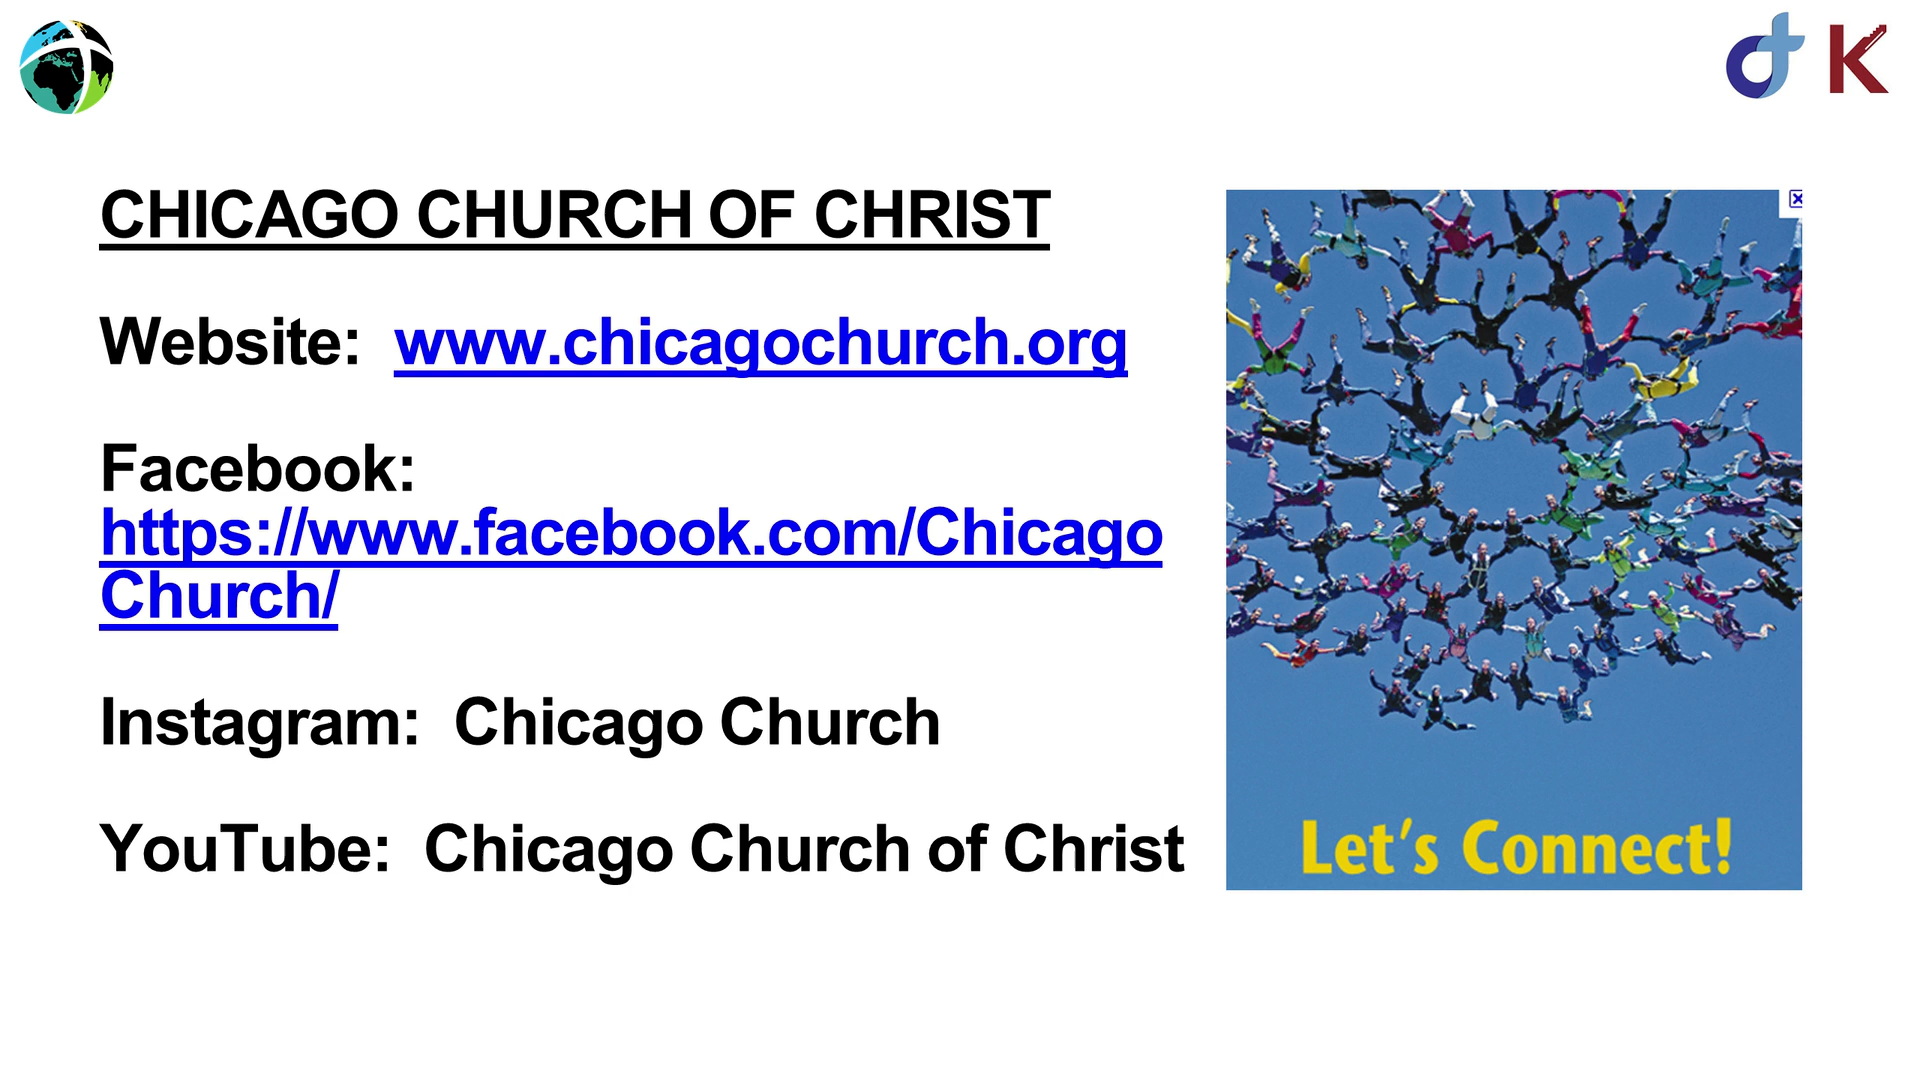 CHICAGO CHURCH OF CHRIST
Website: www.chicagochurch.org
Facebook:
https://www.facebook.com/Chicago
Church/
Instagram: Chicago Church
YouTube: Chicago Church of Christ
Let's Connect!
K